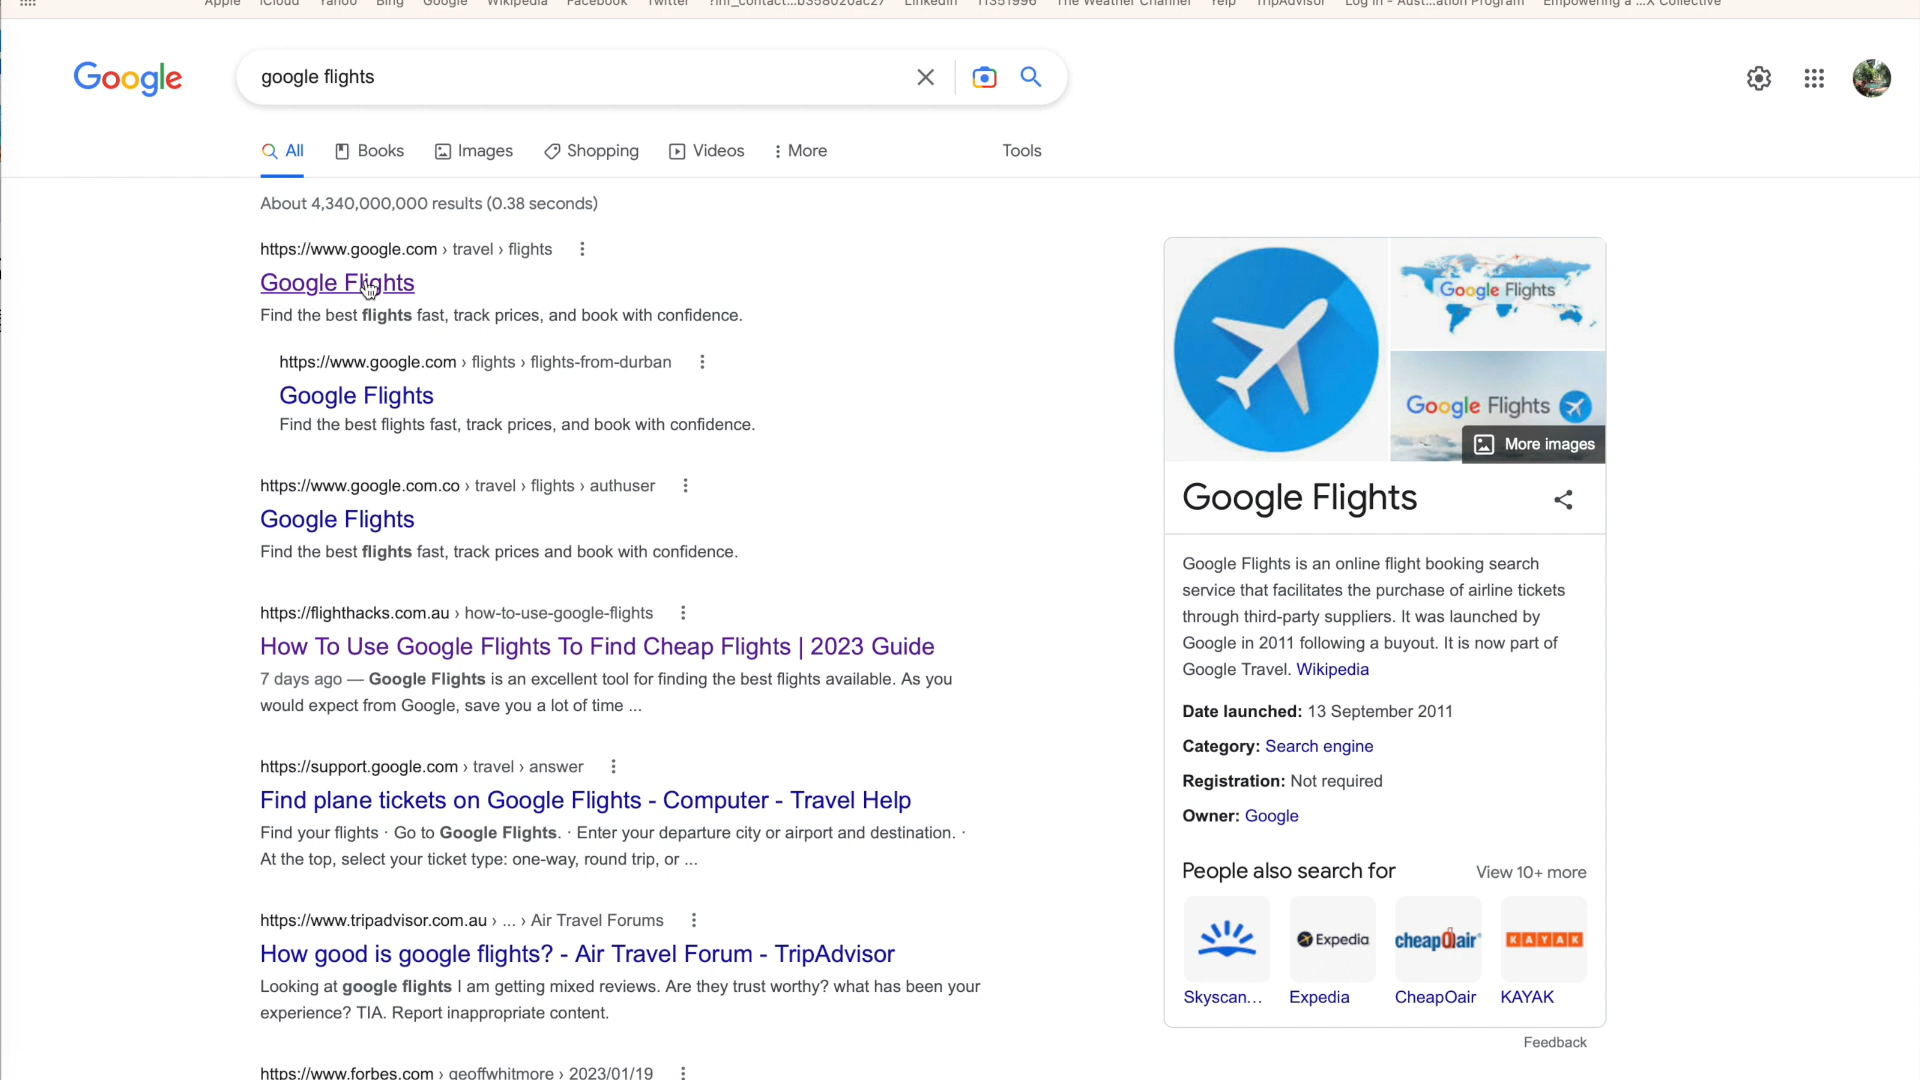 Apple iCloud Yahoo Bing Google Wikipedia Facebook Twitter ?inf_contact...b358020ac27 LinkedIn 11351996 The Weather Channel Yelp TripAdvisor Log In - Aust...ation Program Empowering a ...X Collective
Google
google flights
All Books Images Shopping Videos More Tools
About 4,340,000,000 results (0.38 seconds)
https://www.google.com › travel › flights
Google Flights
Find the best flights fast, track prices, and book with confidence.
https://www.google.com › flights › flights-from-durban
Google Flights
Find the best flights fast, track prices, and book with confidence.
https://www.google.com.co › travel › flights › authuser
Google Flights
Find the best flights fast, track prices and book with confidence.
https://flighthacks.com.au › how-to-use-google-flights
How To Use Google Flights To Find Cheap Flights | 2023 Guide
7 days ago — Google Flights is an excellent tool for finding the best flights available. As you
would expect from Google, save you a lot of time ...
https://support.google.com › travel › answer
Find plane tickets on Google Flights - Computer - Travel Help
Find your flights · Go to Google Flights. · Enter your departure city or airport and destination. ·
At the top, select your ticket type: one-way, round trip, or ...
https://www.tripadvisor.com.au › ... › Air Travel Forums
How good is google flights? - Air Travel Forum - TripAdvisor
Looking at google flights I am getting mixed reviews. Are they trust worthy? what has been your
experience? TIA. Report inappropriate content.
https://www.forbes.com › geoffwhitmore › 2023/01/19
Google Flights
Google Flights
More images
Google Flights
Google Flights is an online flight booking search
service that facilitates the purchase of airline tickets
through third-party suppliers. It was launched by
Google in 2011 following a buyout. It is now part of
Google Travel. Wikipedia
Date launched: 13 September 2011
Category: Search engine
Registration: Not required
Owner: Google
People also search for View 10+ more
Expedia cheapOair KAYAK
Skyscan... Expedia CheapOair KAYAK
Feedback